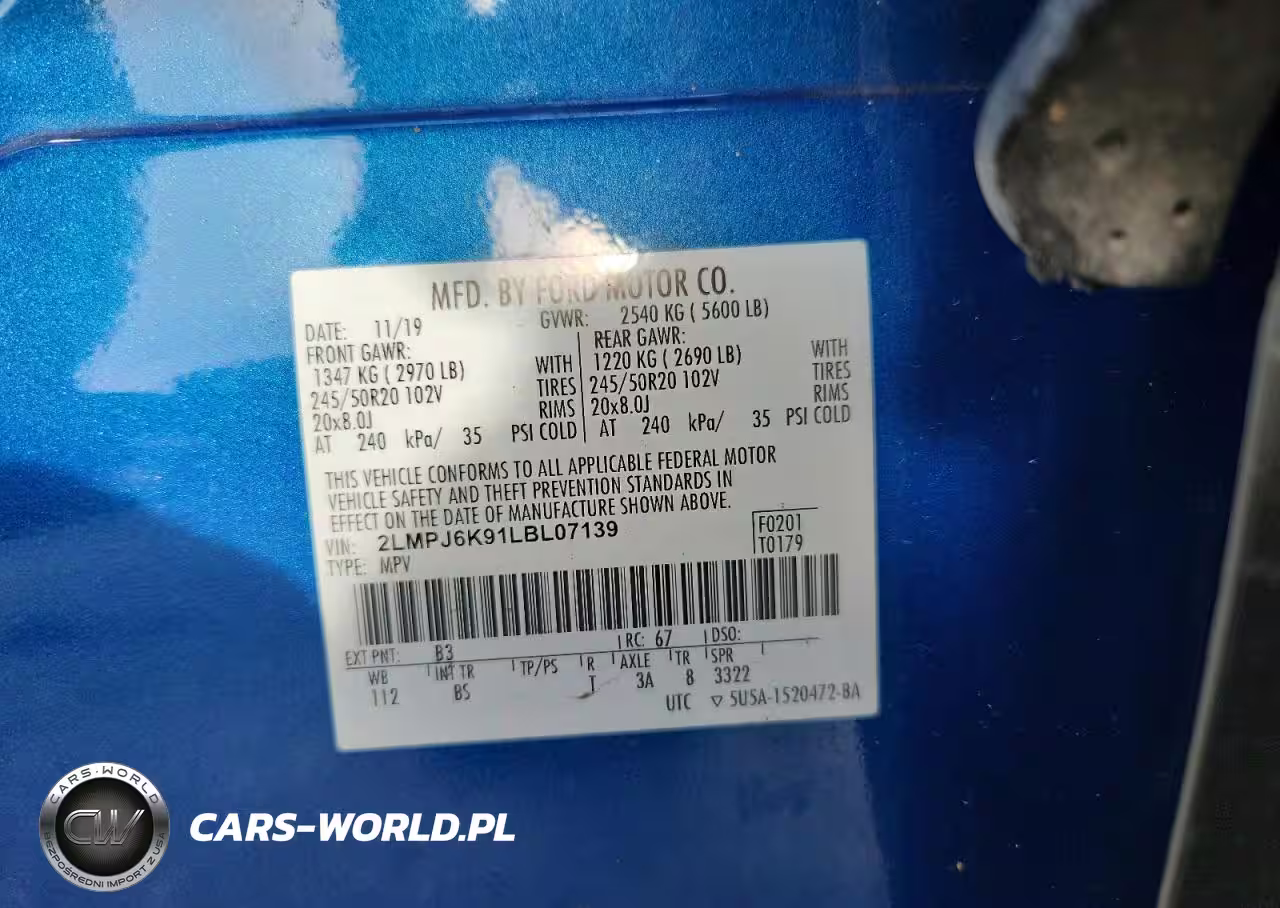 MFD. BY FORD MOTOR CO.
DATE: 11/19 GVWR: 2540 KG ( 5600 LB)
FRONT GAWR: REAR GAWR:
1347 KG ( 2970 LB) WITH 1220 KG ( 2690 LB) WITH
245/50R20 102V TIRES 245/50R20 102V TIRES
20x8.0J RIMS 20x8.0J RIMS
AT 240 kPa/ 35 PSI COLD AT 240 kPa/ 35 PSI COLD
THIS VEHICLE CONFORMS TO ALL APPLICABLE FEDERAL MOTOR
VEHICLE SAFETY AND THEFT PREVENTION STANDARDS IN
EFFECT ON THE DATE OF MANUFACTURE SHOWN ABOVE.
VIN: 2LMPJ6K91LBL07139 F0201
TYPE: MPV T0179
EXT PNT: B3 RC: 67 DSO:
WB INT TR TP/PS R AXLE TR SPR
112 BS T 3A 8 3322
UTC ▽ 5U5A-1520472-BA
CARS-WORLD
CW
BEZPOŚREDNI IMPORT Z USA
CARS-WORLD.PL